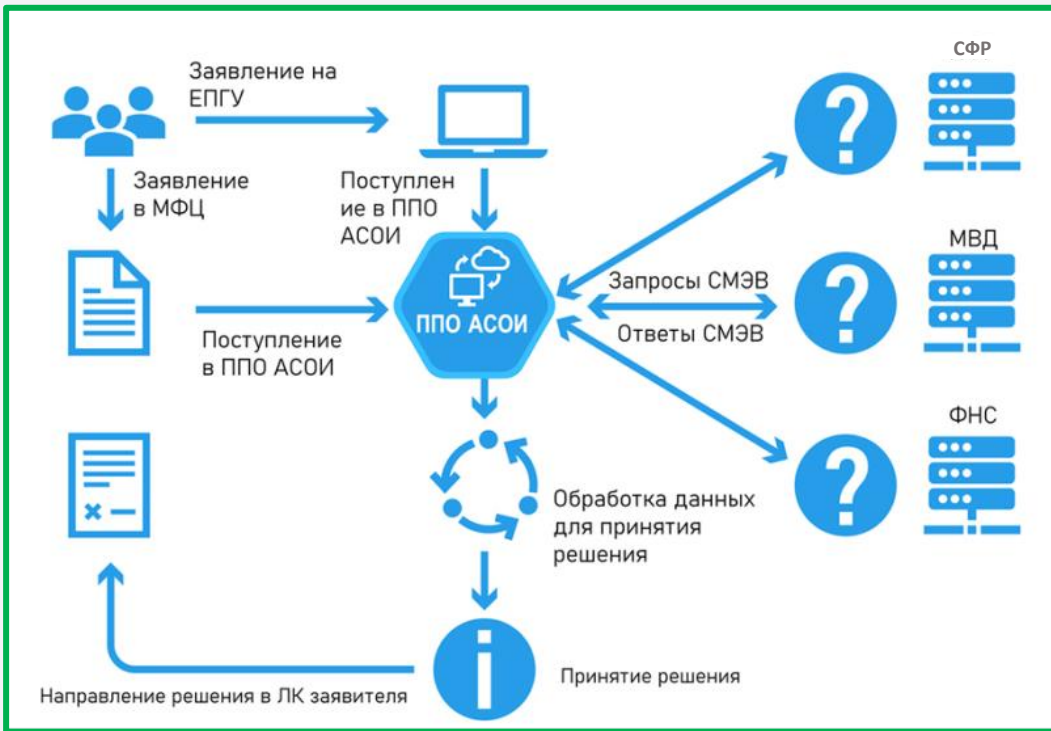 СФР
Заявление на
ЕПГУ
Заявление
в МФЦ
Поступлен
ие в ППО
АСОИ
МВД
Запросы СМЭВ
ППО АСОИ
Ответы СМЭВ
Поступление
в ППО АСОИ
ФНС
Обработка данных
для принятия
решения
Принятие решения
Направление решения в ЛК заявителя